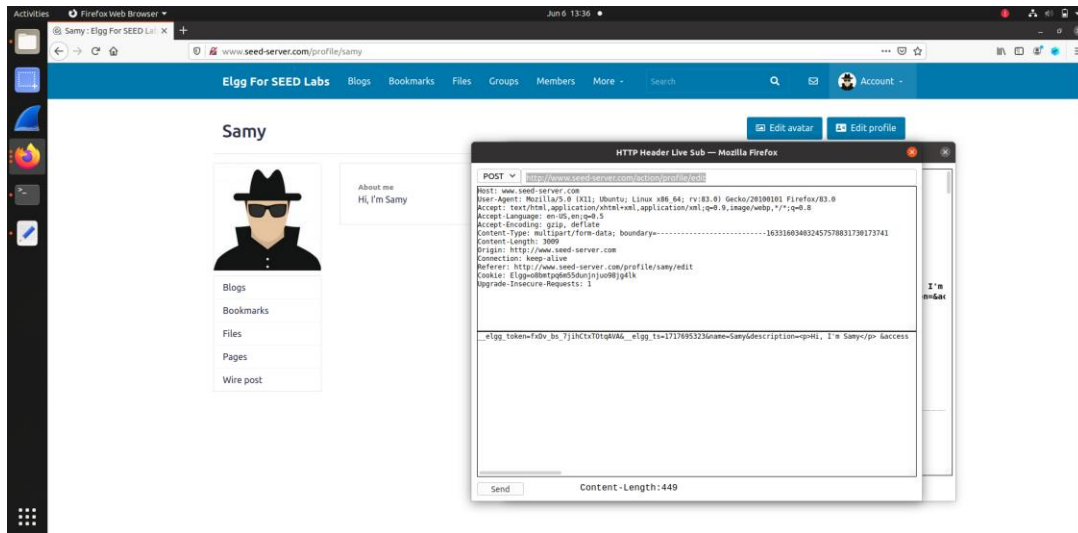 Activities Firefox Web Browser Jun 6 13:36
Samy : Elgg For SEED Lab
www.seed-server.com/profile/samy
Elgg For SEED Labs Blogs Bookmarks Files Groups Members More Search Account
Samy
Edit avatar Edit profile
About me
Hi, I'm Samy
Blogs
Bookmarks
Files
Pages
Wire post
HTTP Header Live Sub — Mozilla Firefox
POST http://www.seed-server.com/action/profile/edit
Host: www.seed-server.com
User-Agent: Mozilla/5.0 (X11; Ubuntu; Linux x86_64; rv:83.0) Gecko/20100101 Firefox/83.0
Accept: text/html,application/xhtml+xml,application/xml;q=0.9,image/webp,*/*;q=0.8
Accept-Language: en-US,en;q=0.5
Accept-Encoding: gzip, deflate
Content-Type: multipart/form-data; boundary=---------------------------163316034032457578831730173741
Content-Length: 3009
Origin: http://www.seed-server.com
Connection: keep-alive
Referer: http://www.seed-server.com/profile/samy/edit
Cookie: Elgg=o8bmtpq6m55dunjnjuo98jg4lk
Upgrade-Insecure-Requests: 1
__elgg_token=fxDv_bs_7jihCtxTOtqAVA&__elgg_ts=1717695323&name=Samy&description=<p>Hi, I'm Samy</p> &access
I'm
n=&ac
Send Content-Length:449